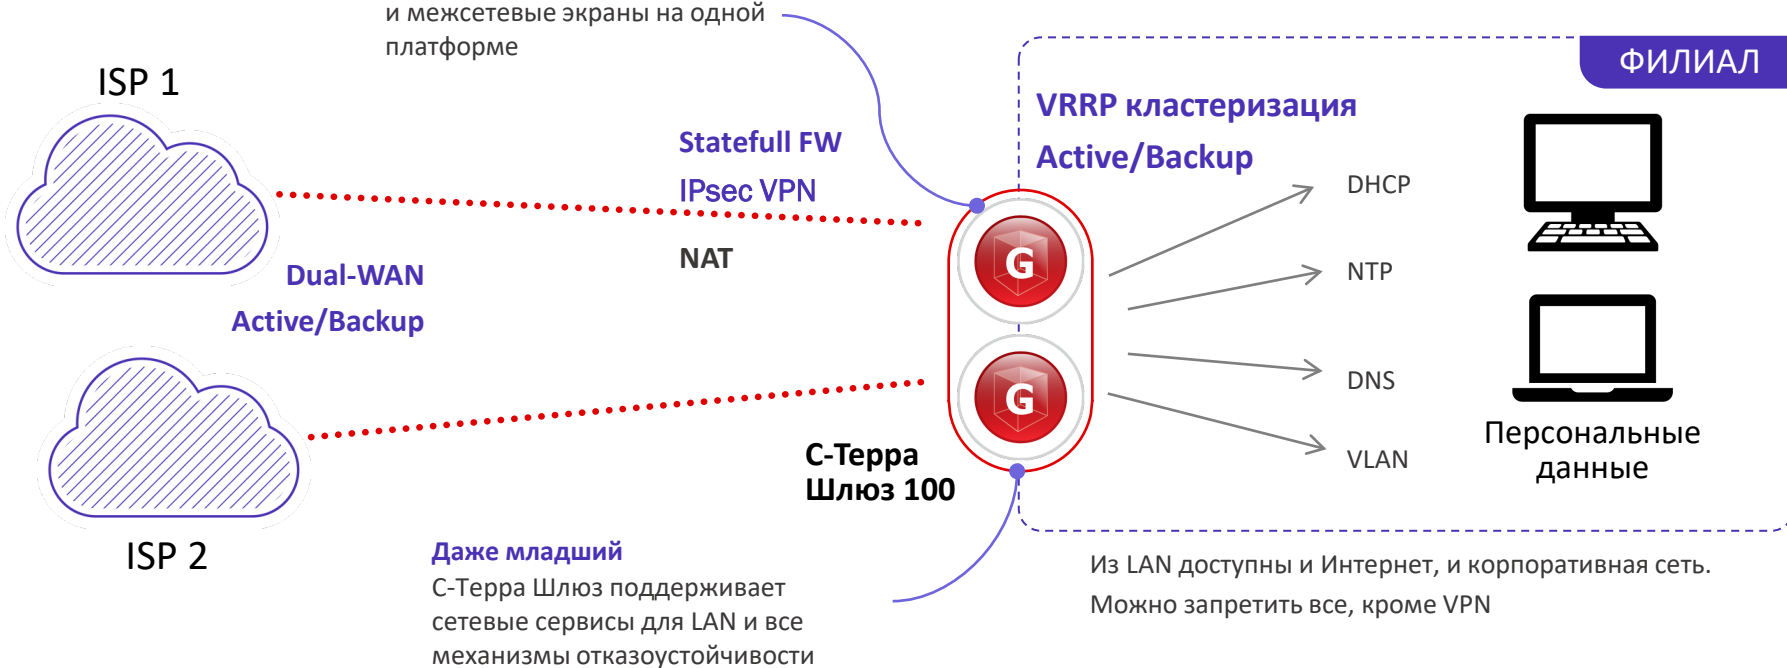 и межсетевые экраны на одной
платформе
ISP 1
ФИЛИАЛ
VRRP кластеризация
Active/Backup
Statefull FW
IPsec VPN
NAT
Dual-WAN
Active/Backup
DHCP
NTP
DNS
VLAN
G
G
С-Терра
Шлюз 100
Персональные
данные
ISP 2
Даже младший
С-Терра Шлюз поддерживает
сетевые сервисы для LAN и все
механизмы отказоустойчивости
Из LAN доступны и Интернет, и корпоративная сеть.
Можно запретить все, кроме VPN